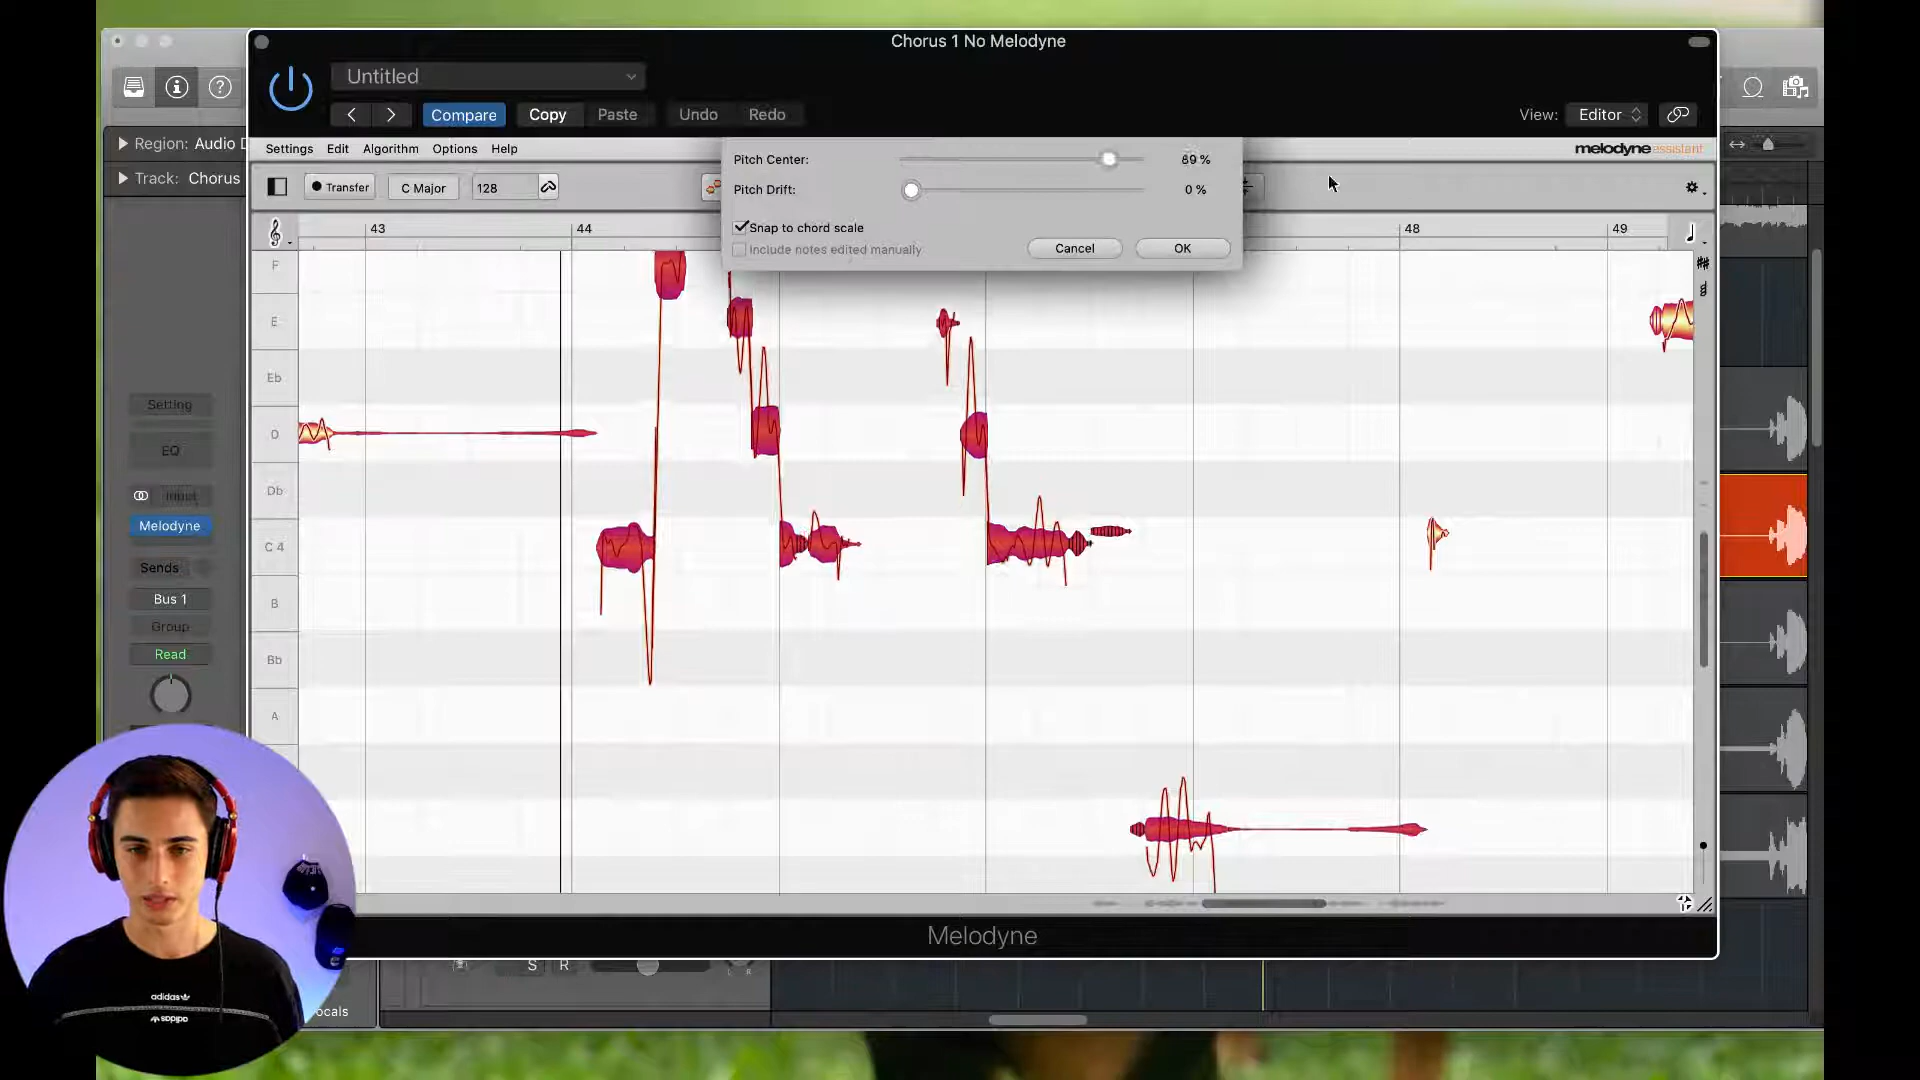 Chorus 1 No Melodyne
Untitled
Compare Copy Paste Undo Redo
View: Editor
Region: Audio D
Track: Chorus
Settings Edit Algorithm Options Help
melodyne assistant
Pitch Center: 89 %
Pitch Drift: 0 %
Snap to chord scale
Include notes edited manually
Cancel OK
Transfer C Major 128
43 44 48 49
F
E
Eb
D
Db
C 4
B
Bb
A
Setting
EQ
Input
Melodyne
Sends
Bus 1
Group
Read
Melodyne
S R
ocals
adidas
adidas